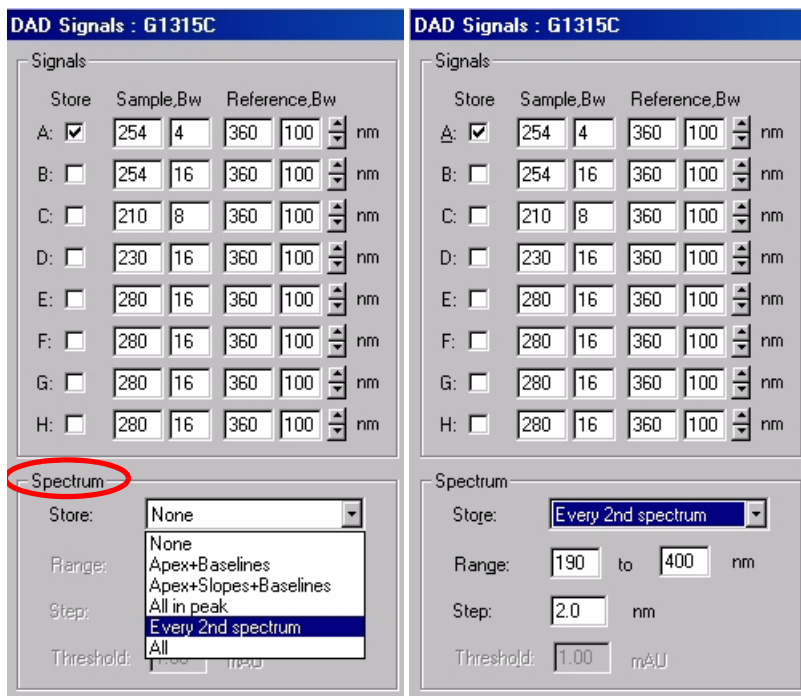 DAD Signals : G1315C
Signals
Store Sample,Bw Reference,Bw
A: 254 4 360 100 nm
B: 254 16 360 100 nm
C: 210 8 360 100 nm
D: 230 16 360 100 nm
E: 280 16 360 100 nm
F: 280 16 360 100 nm
G: 280 16 360 100 nm
H: 280 16 360 100 nm
Spectrum
Store: None
None
Apex+Baselines
Range:
Apex+Slopes+Baselines
All in peak
Step:
Every 2nd spectrum
All
Threshold: 1.00 mAU
DAD Signals : G1315C
Signals
Store Sample,Bw Reference,Bw
A: 254 4 360 100 nm
B: 254 16 360 100 nm
C: 210 8 360 100 nm
D: 230 16 360 100 nm
E: 280 16 360 100 nm
F: 280 16 360 100 nm
G: 280 16 360 100 nm
H: 280 16 360 100 nm
Spectrum
Store: Every 2nd spectrum
Range: 190 to 400 nm
Step: 2.0 nm
Threshold: 1.00 mAU